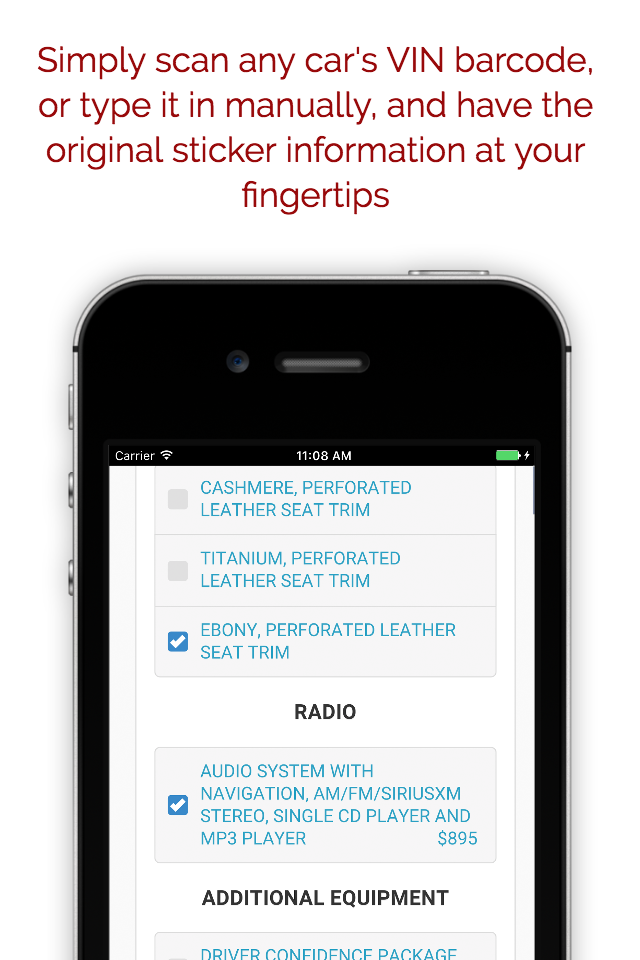 Simply scan any car's VIN barcode,
or type it in manually, and have the
original sticker information at your
fingertips
Carrier 11:08 AM
CASHMERE, PERFORATED
LEATHER SEAT TRIM
TITANIUM, PERFORATED
LEATHER SEAT TRIM
EBONY, PERFORATED LEATHER
SEAT TRIM
RADIO
AUDIO SYSTEM WITH
NAVIGATION, AM/FM/SIRIUSXM
STEREO, SINGLE CD PLAYER AND
MP3 PLAYER $895
ADDITIONAL EQUIPMENT
DRIVER CONFIDENCE PACKAGE